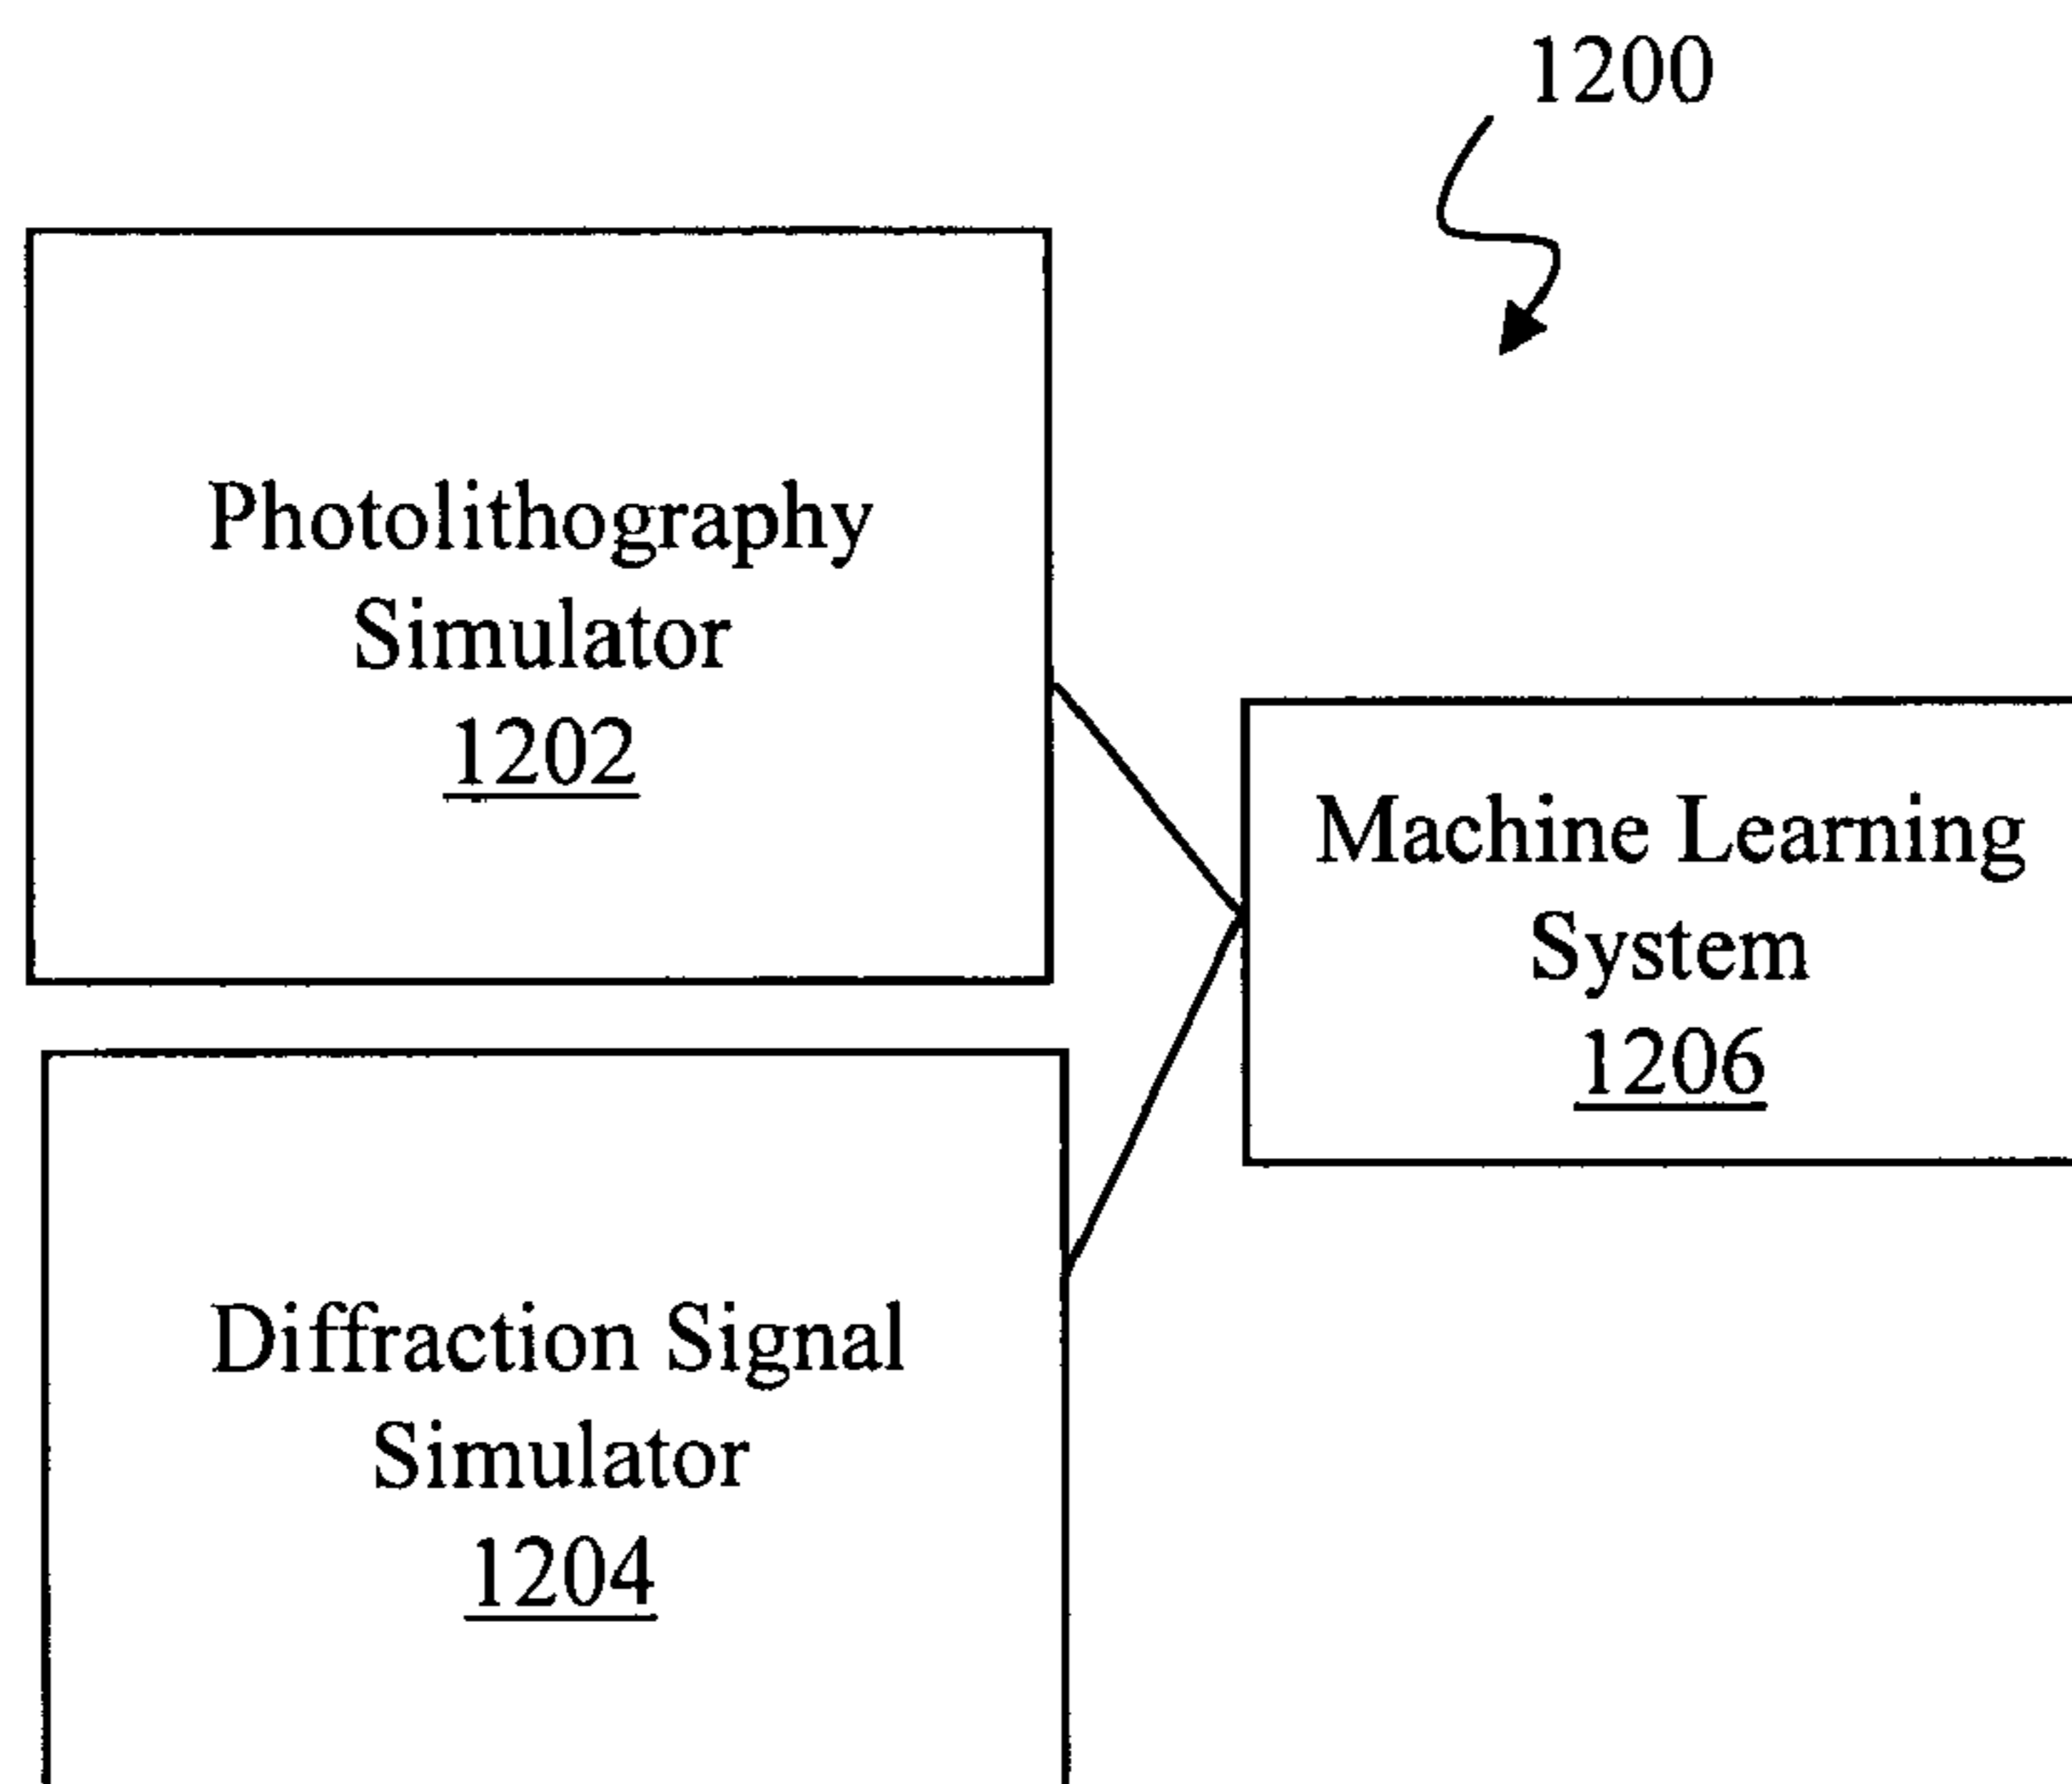 1200
Photolithography
Simulator
1202
Machine Learning
System
1206
Diffraction Signal
Simulator
1204